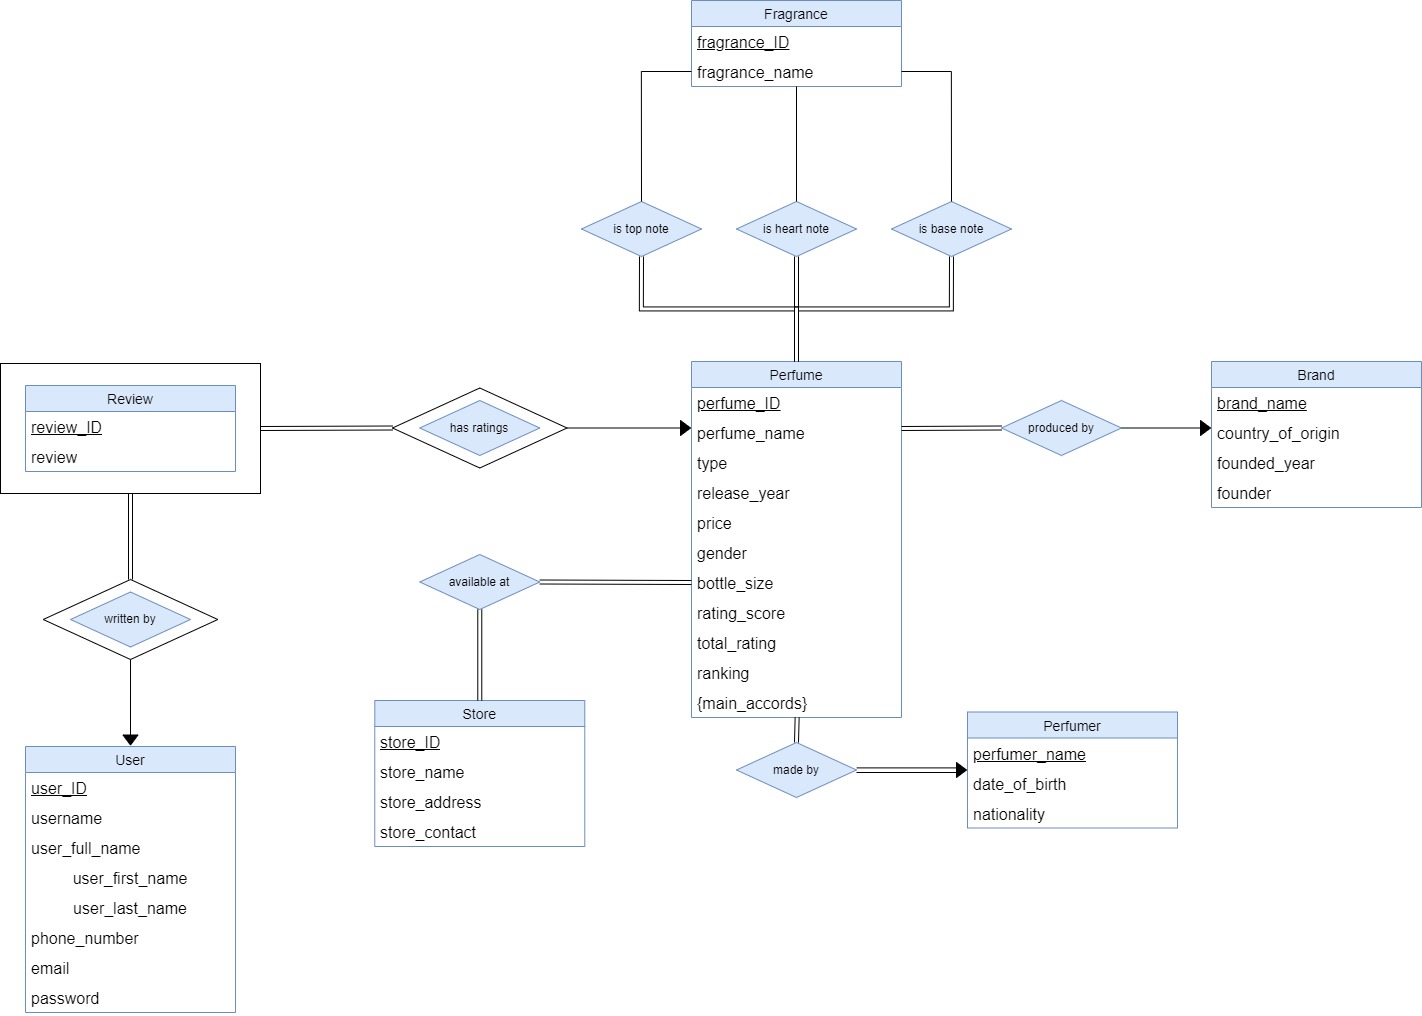 Fragrance
fragrance_ID
fragrance_name
is top note
is heart note
is base note
Review
review_ID
review
has ratings
Perfume
perfume_ID
perfume_name
type
release_year
price
gender
bottle_size
rating_score
total_rating
ranking
{main_accords}
produced by
Brand
brand_name
country_of_origin
founded_year
founder
available at
written by
Store
store_ID
store_name
store_address
store_contact
made by
Perfumer
perfumer_name
date_of_birth
nationality
User
user_ID
username
user_full_name
user_first_name
user_last_name
phone_number
email
password